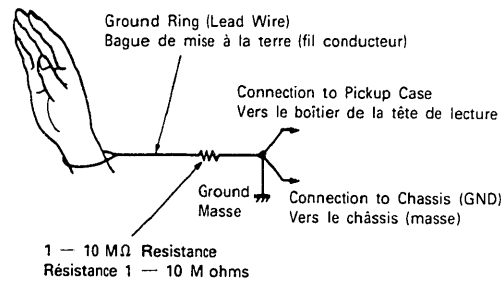 Ground Ring (Lead Wire)
Bague de mise à la terre (fil conducteur)
Connection to Pickup Case
Vers le boîtier de la tête de lecture
Ground
Masse
Connection to Chassis (GND)
Vers le châssis (masse)
1 — 10 MΩ Resistance
Résistance 1 — 10 M ohms